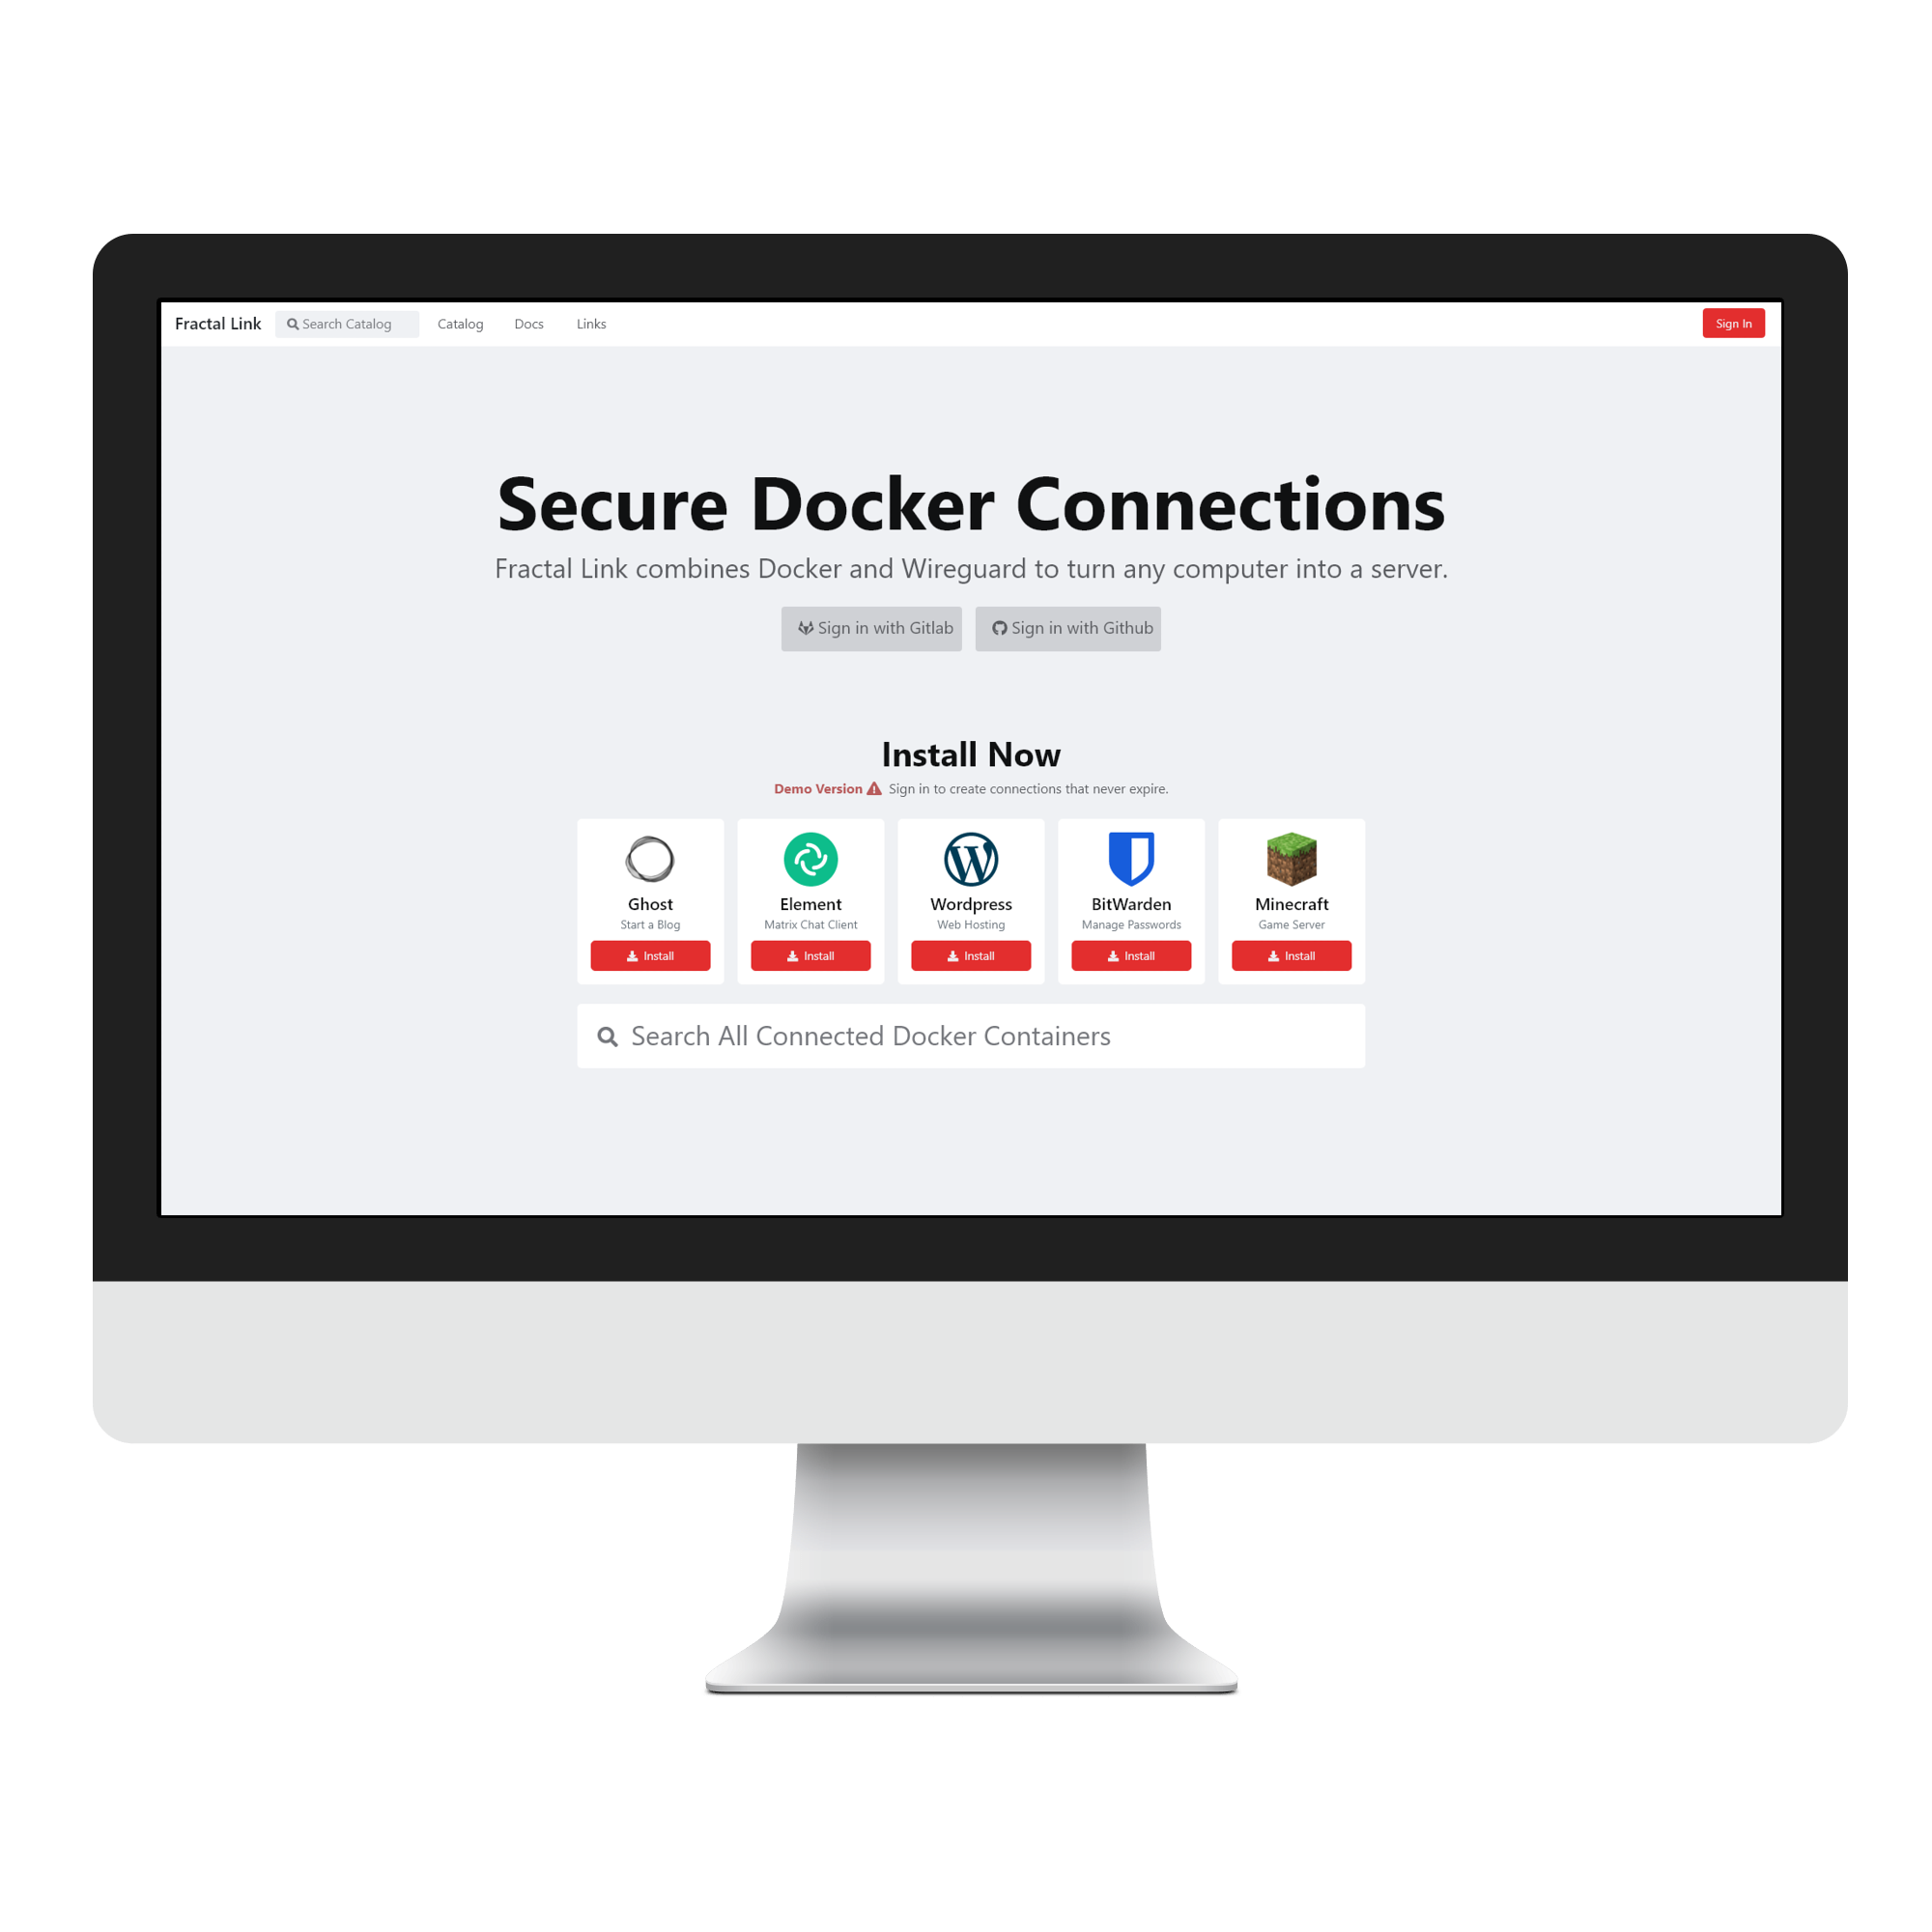 Fractal Link Search Catalog Catalog Docs Links Sign In
Secure Docker Connections
Fractal Link combines Docker and Wireguard to turn any computer into a server.
Sign in with Gitlab Sign in with Github
Install Now
Demo Version Sign in to create connections that never expire.
Ghost
Start a Blog
Install
Element
Matrix Chat Client
Install
Wordpress
Web Hosting
Install
BitWarden
Manage Passwords
Install
Minecraft
Game Server
Install
Search All Connected Docker Containers